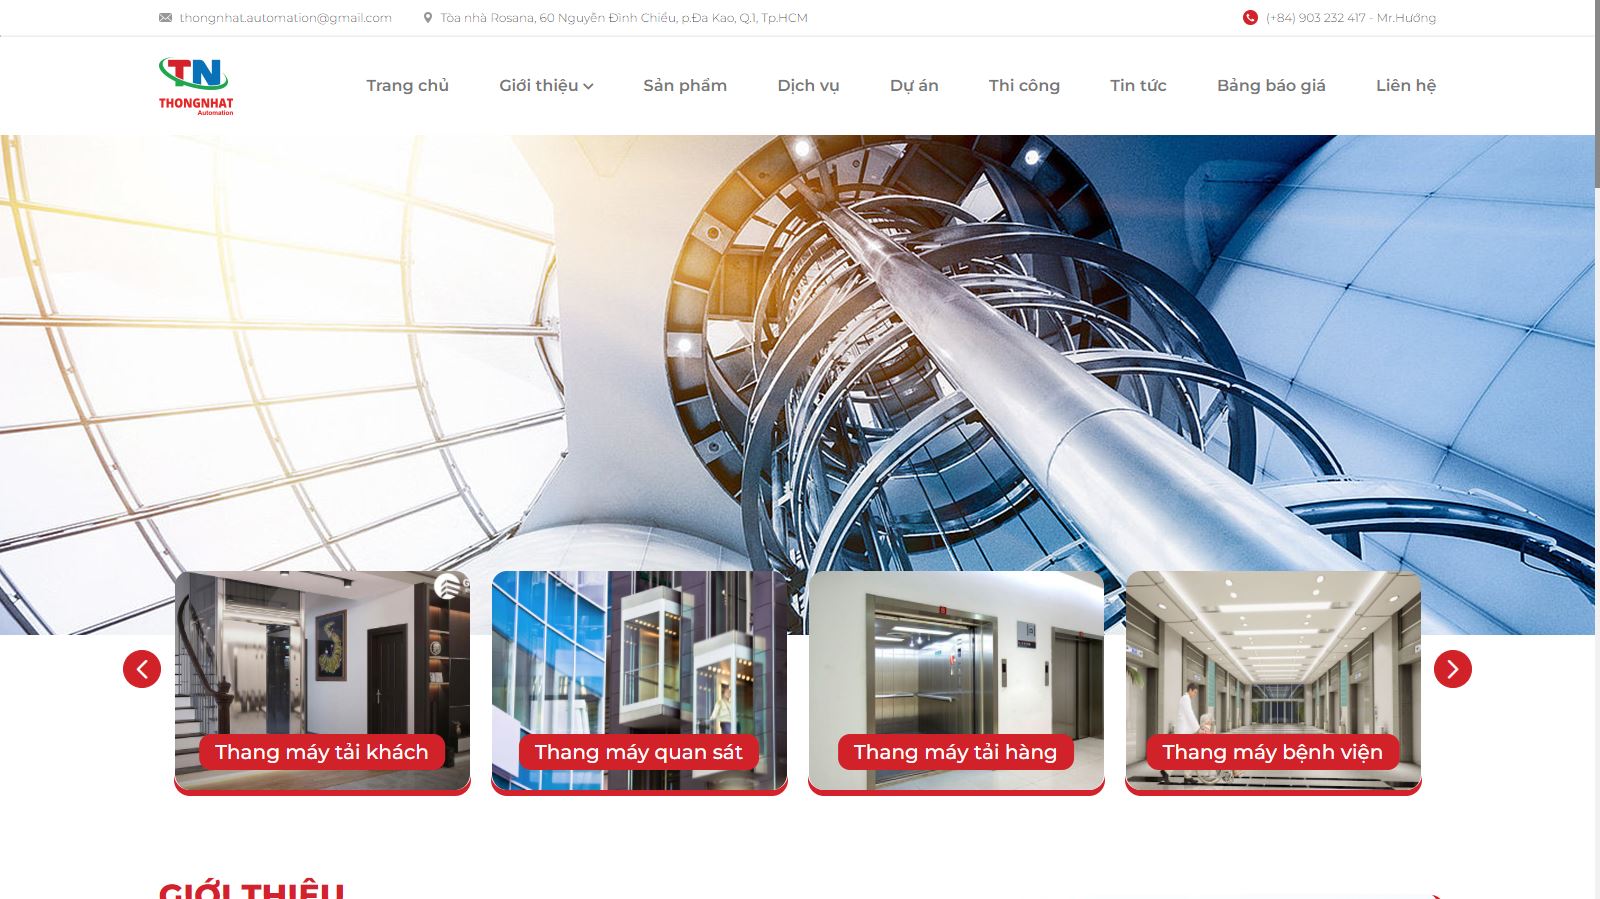 thongnhat.automation@gmail.com
Tòa nhà Rosana, 60 Nguyễn Đình Chiểu, p.Đa Kao, Q.1, Tp.HCM
(+84) 903 232 417 - Mr.Hướng
TN
THONGNHAT
Automation
Trang chủ
Giới thiệu
Sản phẩm
Dịch vụ
Dự án
Thi công
Tin tức
Bảng báo giá
Liên hệ
Thang máy tải khách
Thang máy quan sát
Thang máy tải hàng
Thang máy bệnh viện
GIỚI THIỆU